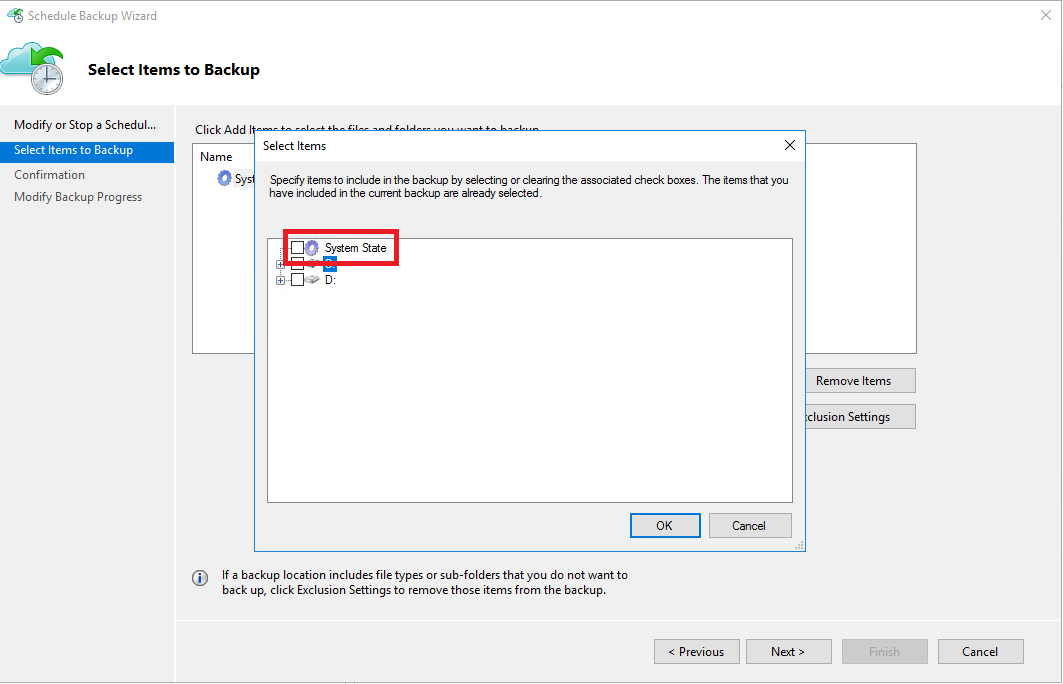 Schedule Backup Wizard
Select Items to Backup
Modify or Stop a Schedul...
Select Items to Backup
Confirmation
Modify Backup Progress
Click Add Items to select the files and folders you want to backup
Name
Syst
Select Items
Specify items to include in the backup by selecting or clearing the associated check boxes. The items that you
have included in the current backup are already selected.
System State
D:
OK
Cancel
Remove Items
clusion Settings
If a backup location includes file types or sub-folders that you do not want to
back up, click Exclusion Settings to remove those items from the backup.
< Previous
Next >
Finish
Cancel